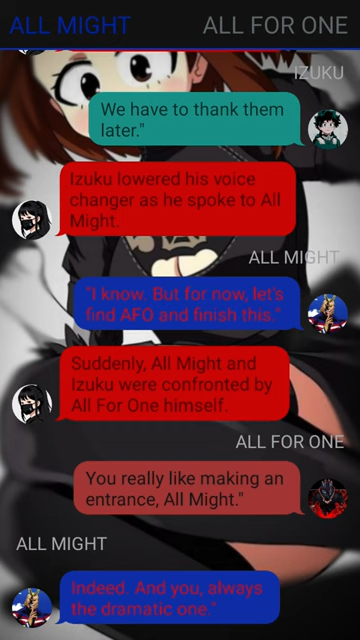 ALL MIGHT ALL FOR ONE
IZUKU
We have to thank them
later."
Izuku lowered his voice
changer as he spoke to All
Might.
ALL MIGHT
"I know. But for now, let's
find AFO and finish this."
Suddenly, All Might and
Izuku were confronted by
All For One himself.
ALL FOR ONE
You really like making an
entrance, All Might."
ALL MIGHT
Indeed. And you, always
the dramatic one."